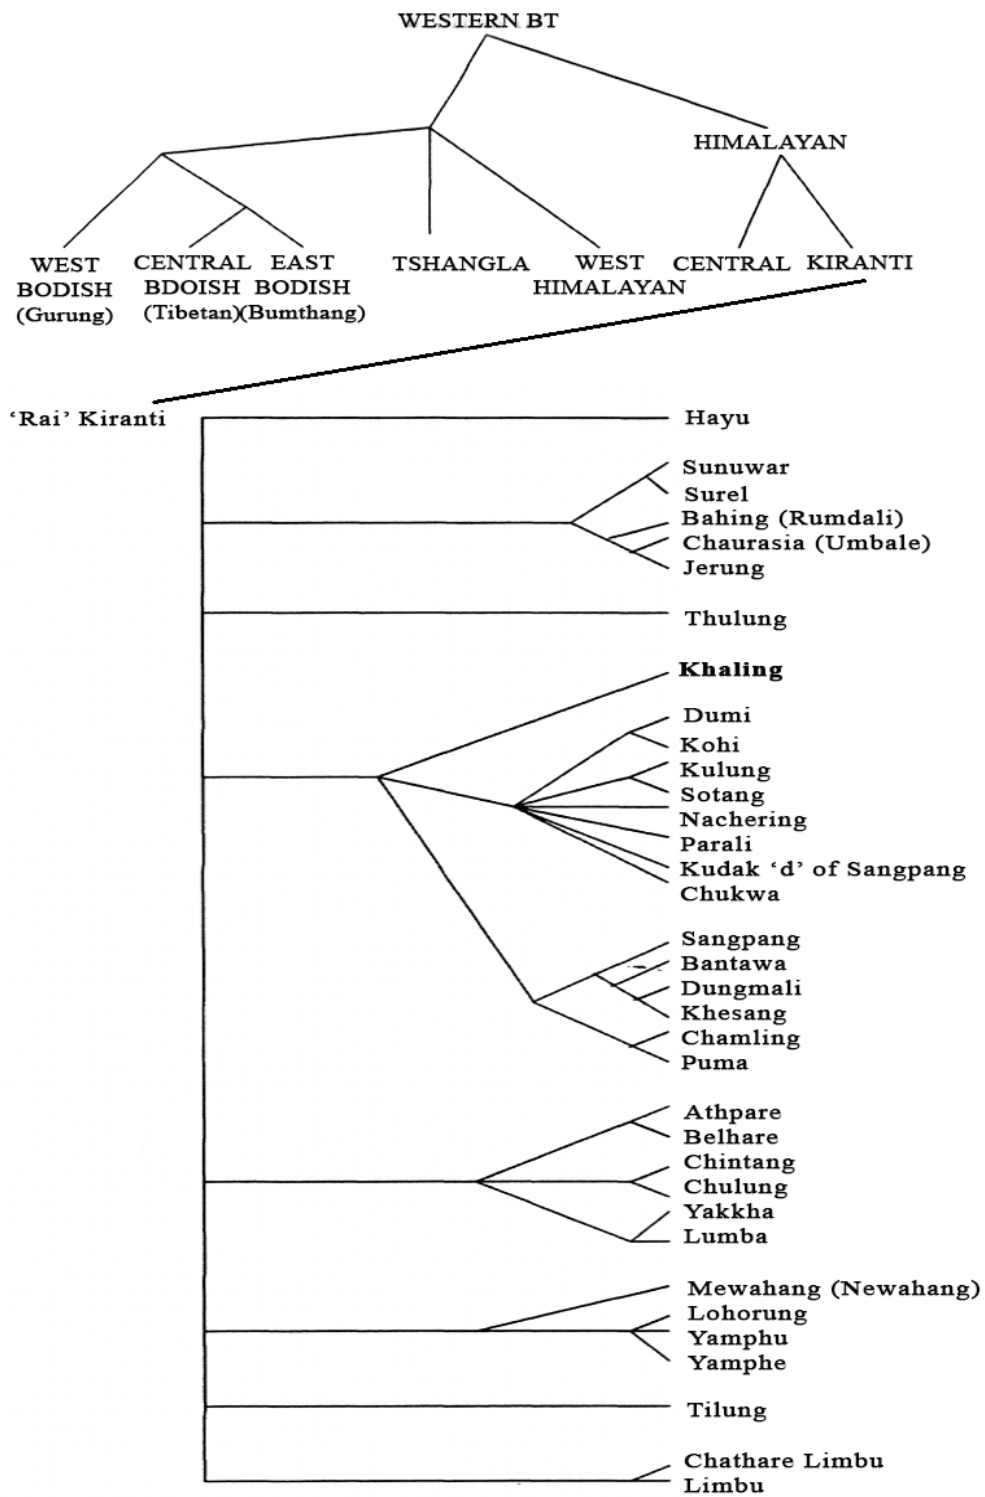 WESTERN BT
HIMALAYAN
WEST BODISH (Gurung)
CENTRAL BDOISH (Tibetan)
EAST BODISH (Bumthang)
TSHANGLA
WEST HIMALAYAN
CENTRAL
KIRANTI
‘Rai’ Kiranti
Hayu
Sunuwar
Surel
Bahing (Rumdali)
Chaurasia (Umbale)
Jerung
Thulung
Khaling
Dumi
Kohi
Kulung
Sotang
Nachering
Parali
Kudak ‘d’ of Sangpang
Chukwa
Sangpang
Bantawa
Dungmali
Khesang
Chamling
Puma
Athpare
Belhare
Chintang
Chulung
Yakkha
Lumba
Mewahang (Newahang)
Lohorung
Yamphu
Yamphe
Tilung
Chathare Limbu
Limbu